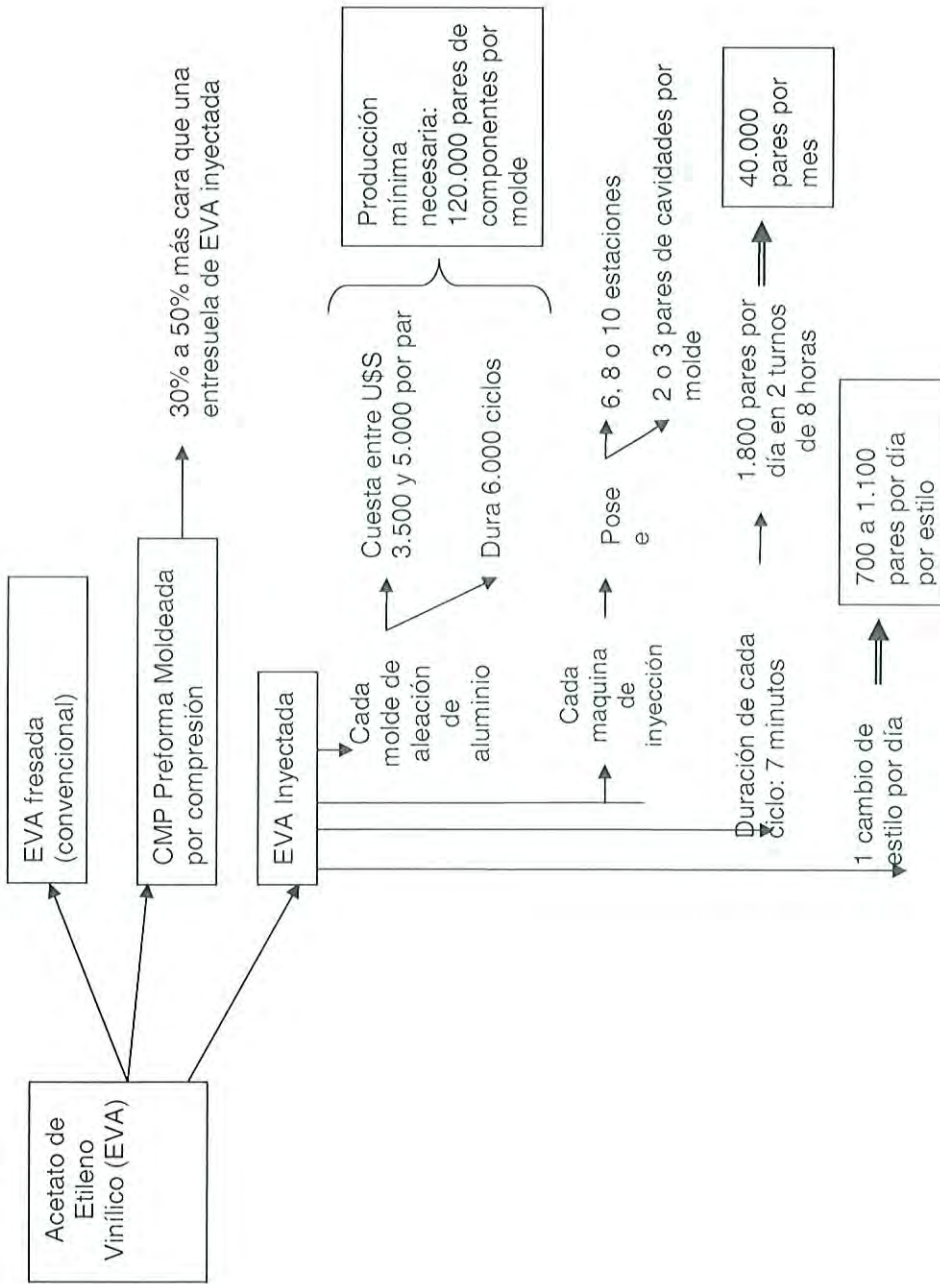 Acetato de
Etileno
Vinílico (EVA)
EVA fresada
(convencional)
CMP Preforma Moldeada
por compresión
30% a 50% más cara que una
entresuela de EVA inyectada
EVA Inyectada
Cada
molde de
aleación
de
aluminio
Cuesta entre U$S
3.500 y 5.000 por par
Dura 6.000 ciclos
Producción
mínima
necesaria:
120.000 pares de
componentes por
molde
Cada
maquina
de
inyección
Pose
e
6, 8 o 10 estaciones
2 o 3 pares de cavidades por
molde
Duración de cada
ciclo: 7 minutos
1.800 pares por
día en 2 turnos
de 8 horas
40.000
pares por
mes
1 cambio de
estilo por día
700 a 1.100
pares por día
por estilo